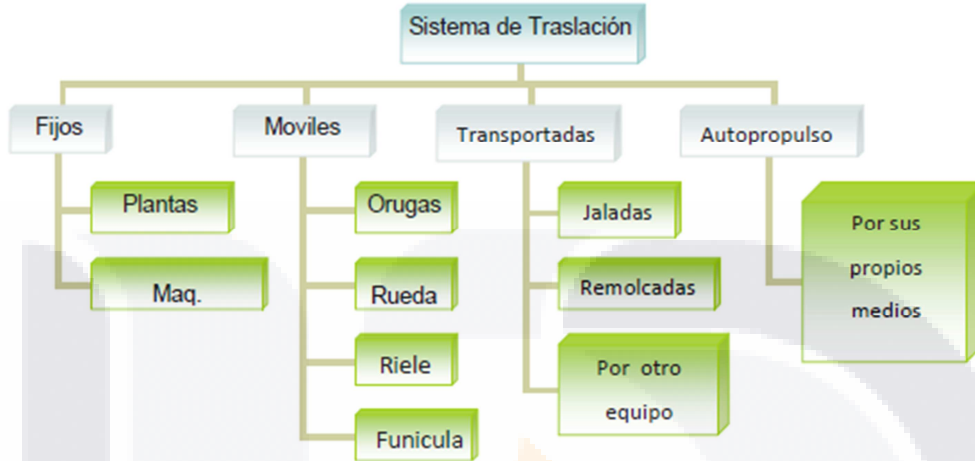 Sistema de Traslación
Fijos
Moviles
Transportadas
Autopropulso
Plantas
Maq.
Orugas
Rueda
Riele
Funicula
Jaladas
Remolcadas
Por otro
equipo
Por sus
propios
medios